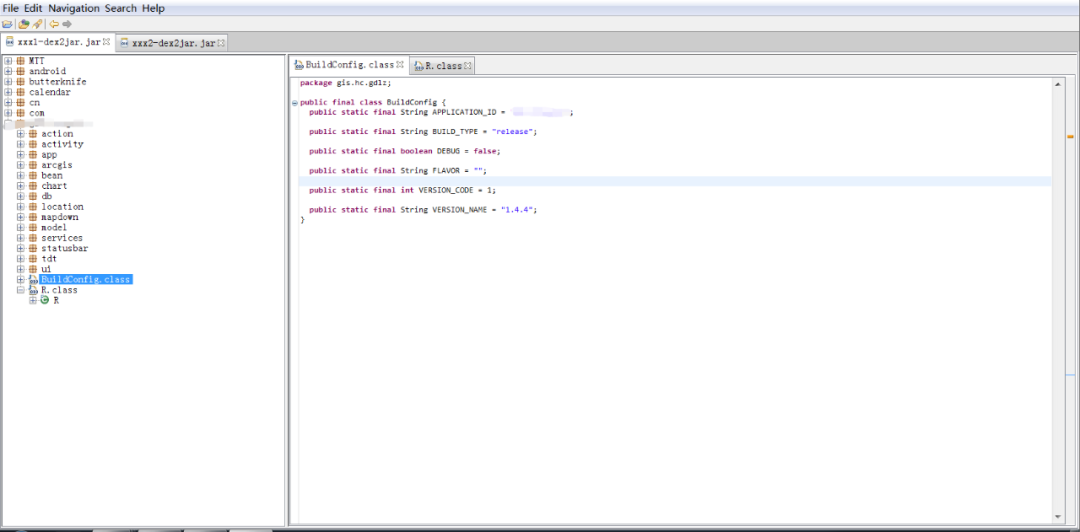 File Edit Navigation Search Help
xxx1-dex2jar.jar
xxx2-dex2jar.jar
MTT
android
butterknife
calendar
cn
com
action
activity
app
arcgis
bean
chart
db
location
mapdown
model
services
statusbar
tdt
ui
BuildConfig.class
R.class
R
BuildConfig.class
R.class
package gis.hc.gdlz;
public final class BuildConfig {
public static final String APPLICATION_ID = ;
public static final String BUILD_TYPE = "release";
public static final boolean DEBUG = false;
public static final String FLAVOR = "";
public static final int VERSION_CODE = 1;
public static final String VERSION_NAME = "1.4.4";
}